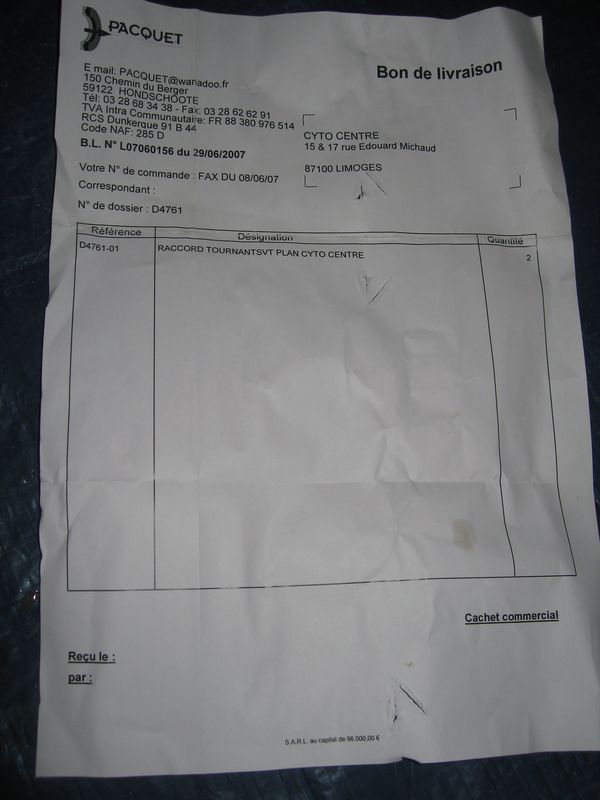 PACQUET
Bon de livraison
E mail: PACQUET@wanadoo.fr
150 Chemin du Berger
59122 HONDSCHOOTE
Tél: 03 28 68 34 38 - Fax: 03 28 62 62 91
TVA Intra Communautaire: FR 88 380 976 514
RCS Dunkerque 91 B 44
Code NAF: 285 D
B.L. N° L07060156 du 29/06/2007
CYTO CENTRE
15 & 17 rue Edouard Michaud
87100 LIMOGES
Votre N° de commande : FAX DU 08/06/07
Correspondant :
N° de dossier : D4761
Référence Désignation Quantité
D4761-01 RACCORD TOURNANTSVT PLAN CYTO CENTRE 2
Cachet commercial
Reçu le :
par :
S.A.R.L. au capital de 96.000,00 €